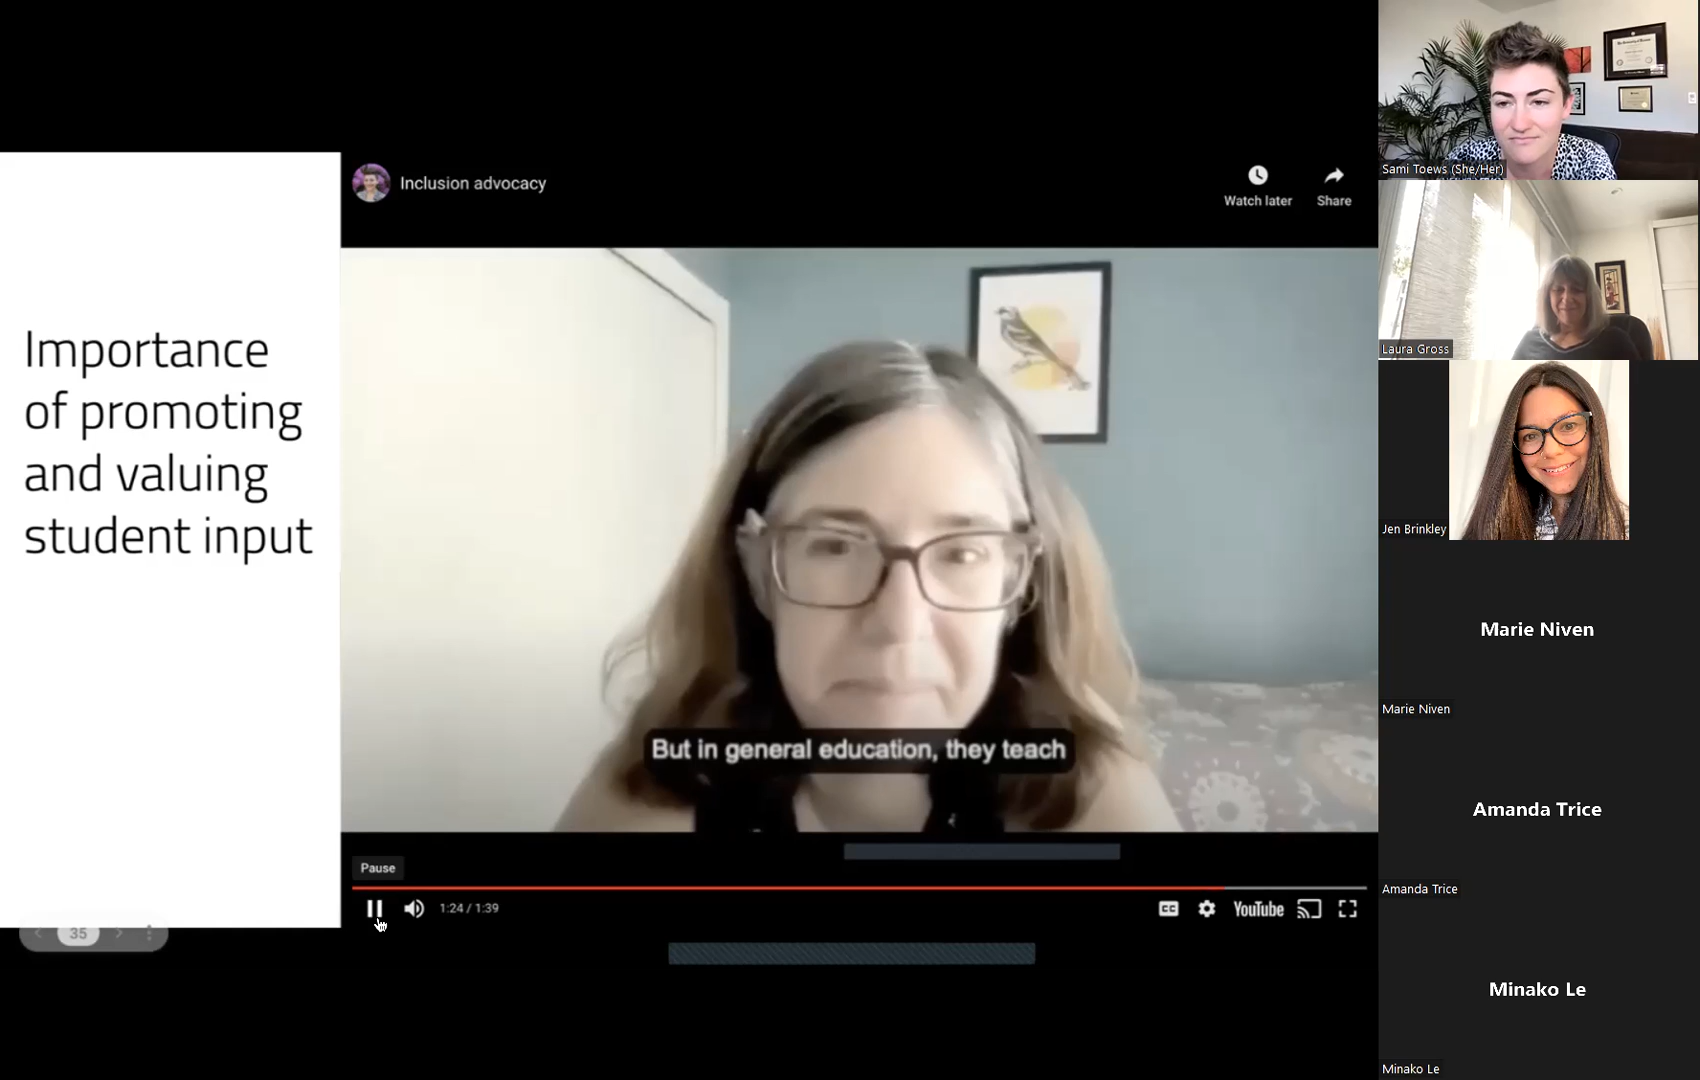 Importance
of promoting
and valuing
student input
35
Inclusion advocacy
Watch later
Share
But in general education, they teach
Pause
1:24 / 1:39
CC
YouTube
Sami Toews (She/Her)
Laura Gross
Jen Brinkley
Marie Niven
Marie Niven
Amanda Trice
Amanda Trice
Minako Le
Minako Le